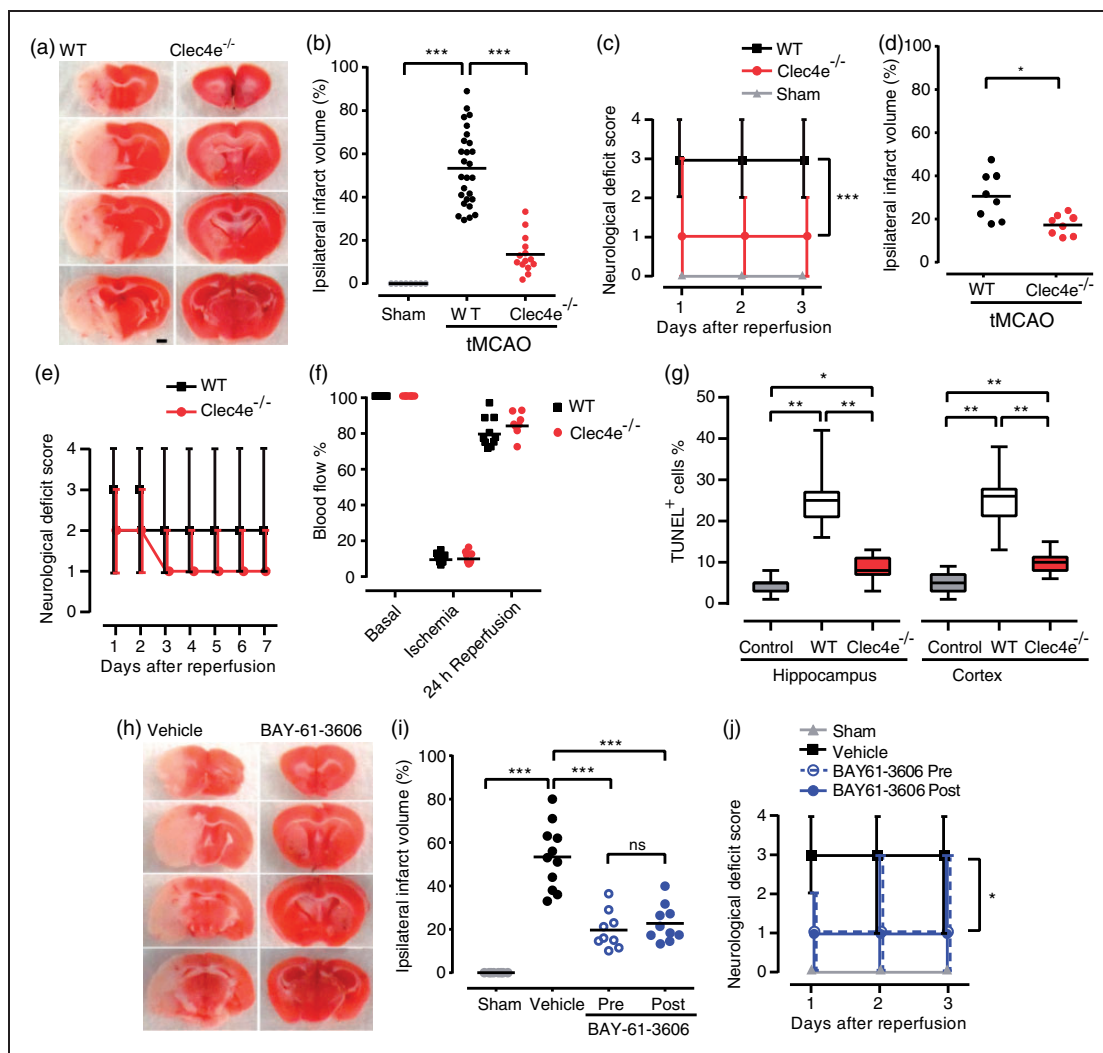 (a)
WT Clec4e-/-
(b)
*** ***
Ipsilateral infarct volume (%)
100
80
60
40
20
0
Sham WT Clec4e-/-
tMCAO
(c)
WT
Clec4e-/-
Sham
Neurological deficit score
4
3
2
1
0
***
1 2 3
Days after reperfusion
(d)
Ipsilateral infarct volume (%)
100
80
60
40
20
0
*
WT Clec4e-/-
tMCAO
(e)
WT
Clec4e-/-
Neurological deficit score
4
3
2
1
0
1 2 3 4 5 6 7
Days after reperfusion
(f)
Blood flow %
100
80
60
40
20
0
WT
Clec4e-/-
Basal
Ischemia
24 h Reperfusion
(g)
TUNEL+ cells %
50
40
30
20
10
0
* **
** ** ** **
Control WT Clec4e-/- Control WT Clec4e-/-
Hippocampus Cortex
(h)
Vehicle BAY-61-3606
(i)
Ipsilateral infarct volume (%)
100
80
60
40
20
0
***
*** ***
ns
Sham Vehicle Pre Post
BAY-61-3606
(j)
Sham
Vehicle
BAY61-3606 Pre
BAY61-3606 Post
Neurological deficit score
4
3
2
1
0
*
1 2 3
Days after reperfusion